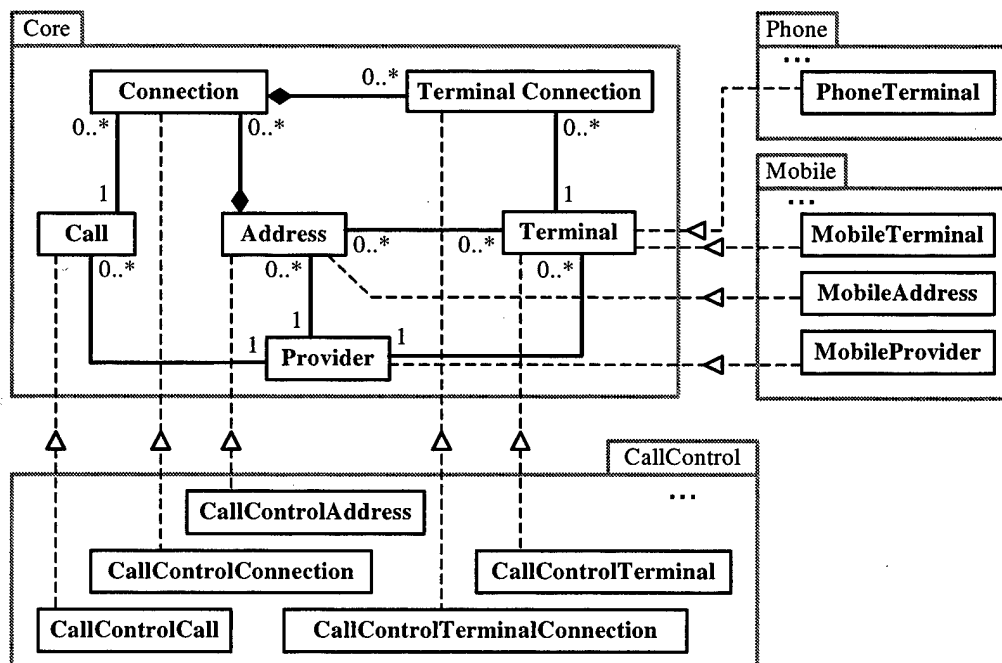 Core
Connection
0..*
Terminal Connection
0..*
0..*
0..*
1
1
Call
Address
Terminal
0..*
0..*
0..*
0..*
0..*
1
1
1
Provider
Phone
...
PhoneTerminal
Mobile
...
MobileTerminal
MobileAddress
MobileProvider
CallControl
...
CallControlAddress
CallControlConnection
CallControlTerminal
CallControlCall
CallControlTerminalConnection